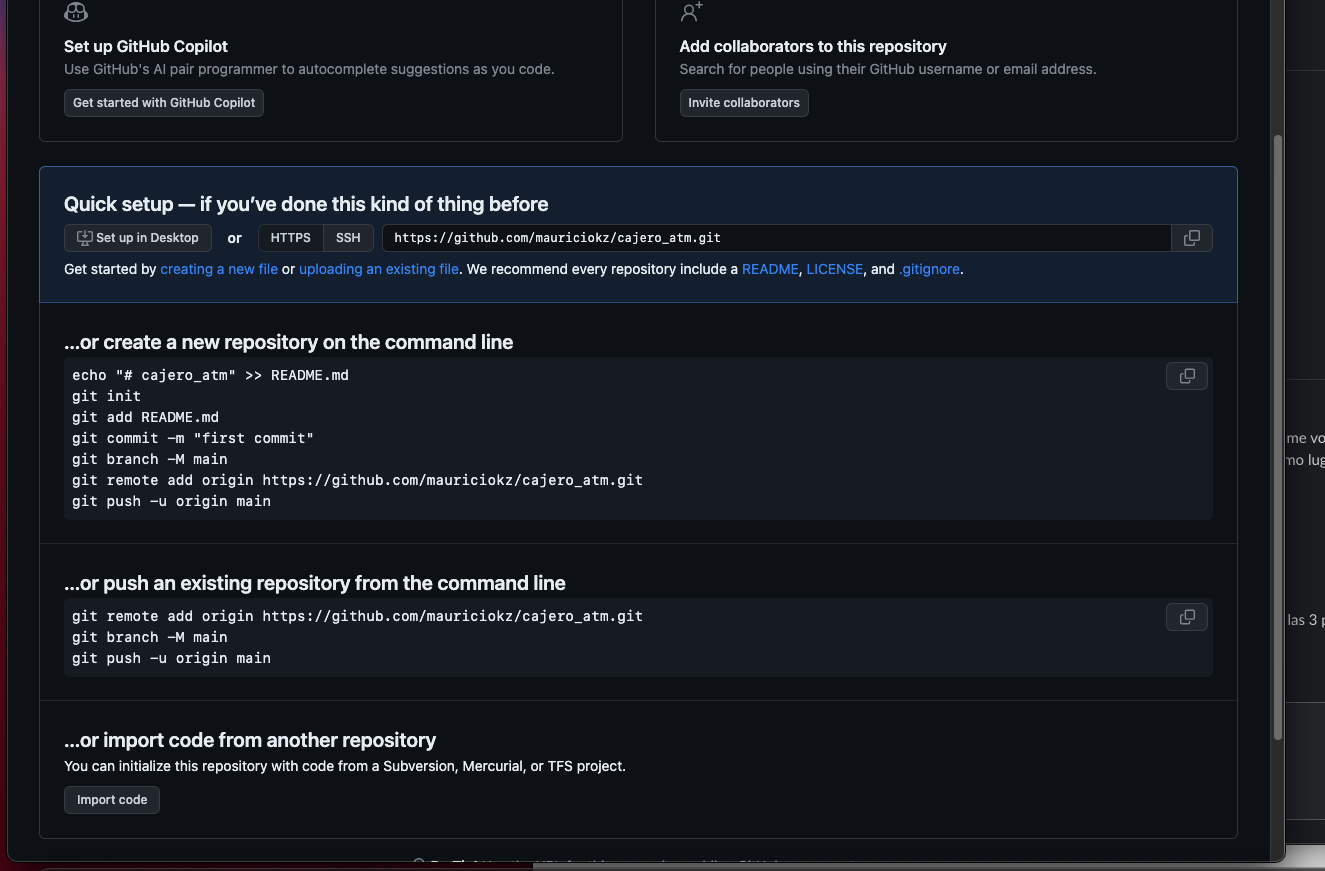 Set up GitHub Copilot
Use GitHub's AI pair programmer to autocomplete suggestions as you code.
Get started with GitHub Copilot
Add collaborators to this repository
Search for people using their GitHub username or email address.
Invite collaborators
Quick setup — if you’ve done this kind of thing before
Set up in Desktop or HTTPS SSH https://github.com/mauriciokz/cajero_atm.git
Get started by creating a new file or uploading an existing file. We recommend every repository include a README, LICENSE, and .gitignore.
…or create a new repository on the command line
echo "# cajero_atm" >> README.md
git init
git add README.md
git commit -m "first commit"
git branch -M main
git remote add origin https://github.com/mauriciokz/cajero_atm.git
git push -u origin main
…or push an existing repository from the command line
git remote add origin https://github.com/mauriciokz/cajero_atm.git
git branch -M main
git push -u origin main
…or import code from another repository
You can initialize this repository with code from a Subversion, Mercurial, or TFS project.
Import code
me vo
mo lug
las 3 p